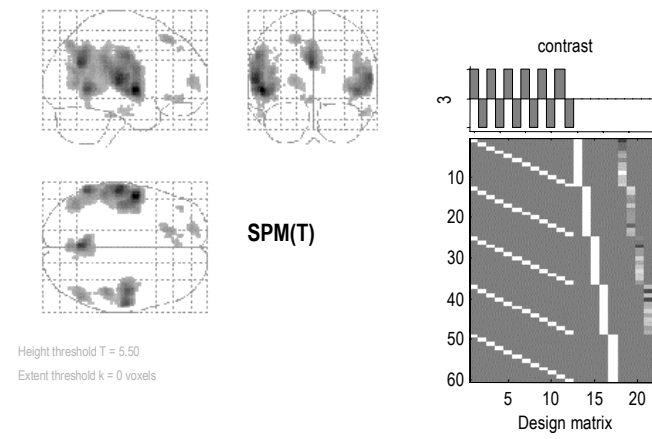 contrast
3
SPM(T)
Height threshold T = 5.50
Extent threshold k = 0 voxels
10
20
30
40
50
60
5 10 15 20
Design matrix